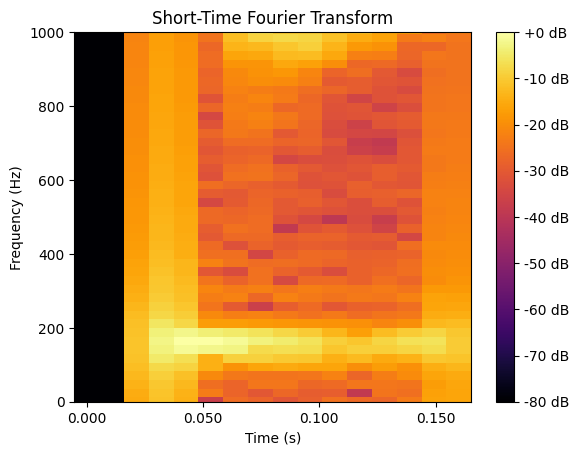 Short-Time Fourier Transform
1000
800
600
400
200
0
Frequency (Hz)
0.000
0.050
0.100
0.150
Time (s)
+0 dB
-10 dB
-20 dB
-30 dB
-40 dB
-50 dB
-60 dB
-70 dB
-80 dB